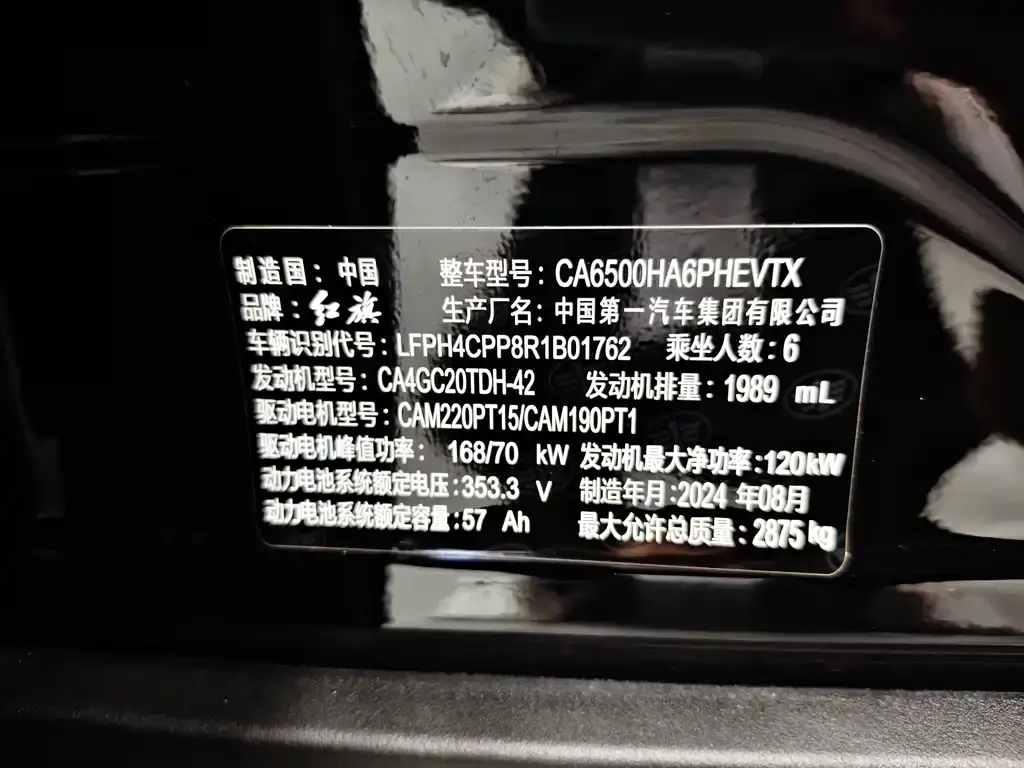 制造国：中国 整车型号：CA6500HA6PHEVTX
品牌：红旗 生产厂名：中国第一汽车集团有限公司
车辆识别代号：LFPH4CPP8R1B01762 乘坐人数：6
发动机型号：CA4GC20TDH-42 发动机排量：1989 mL
驱动电机型号：CAM220PT15/CAM190PT1
驱动电机峰值功率：168/70 kW 发动机最大净功率：120kW
动力电池系统额定电压：353.3 V 制造年月：2024 年08月
动力电池系统额定容量：57 Ah 最大允许总质量：2875kg